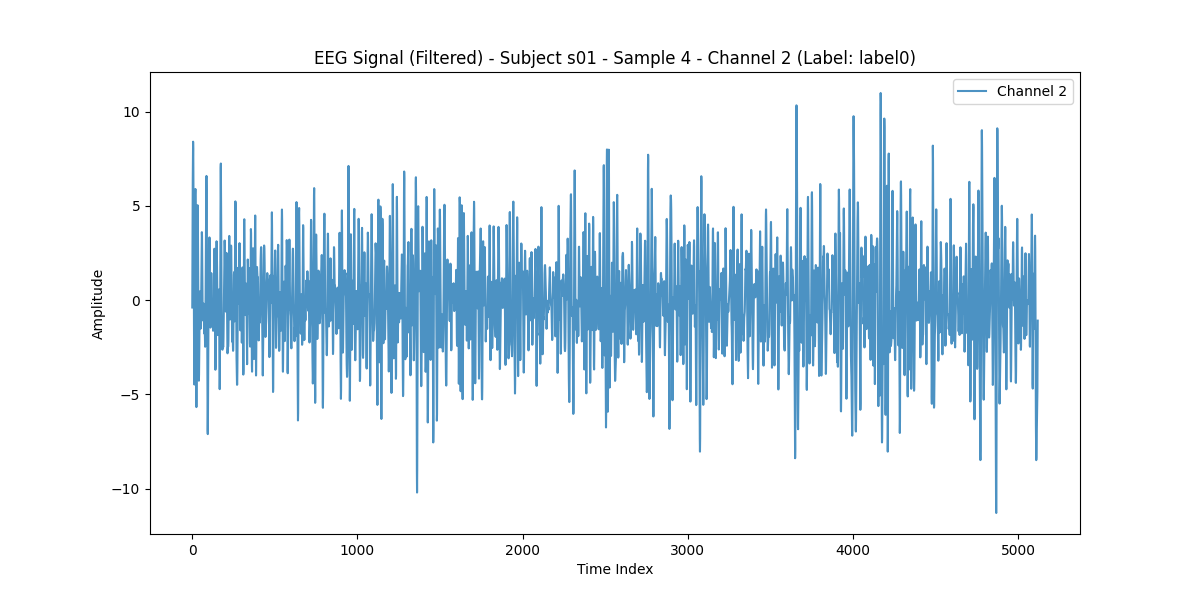 EEG Signal (Filtered) - Subject s01 - Sample 4 - Channel 2 (Label: label0)
Channel 2
10
5
0
−5
−10
Amplitude
0 1000 2000 3000 4000 5000
Time Index